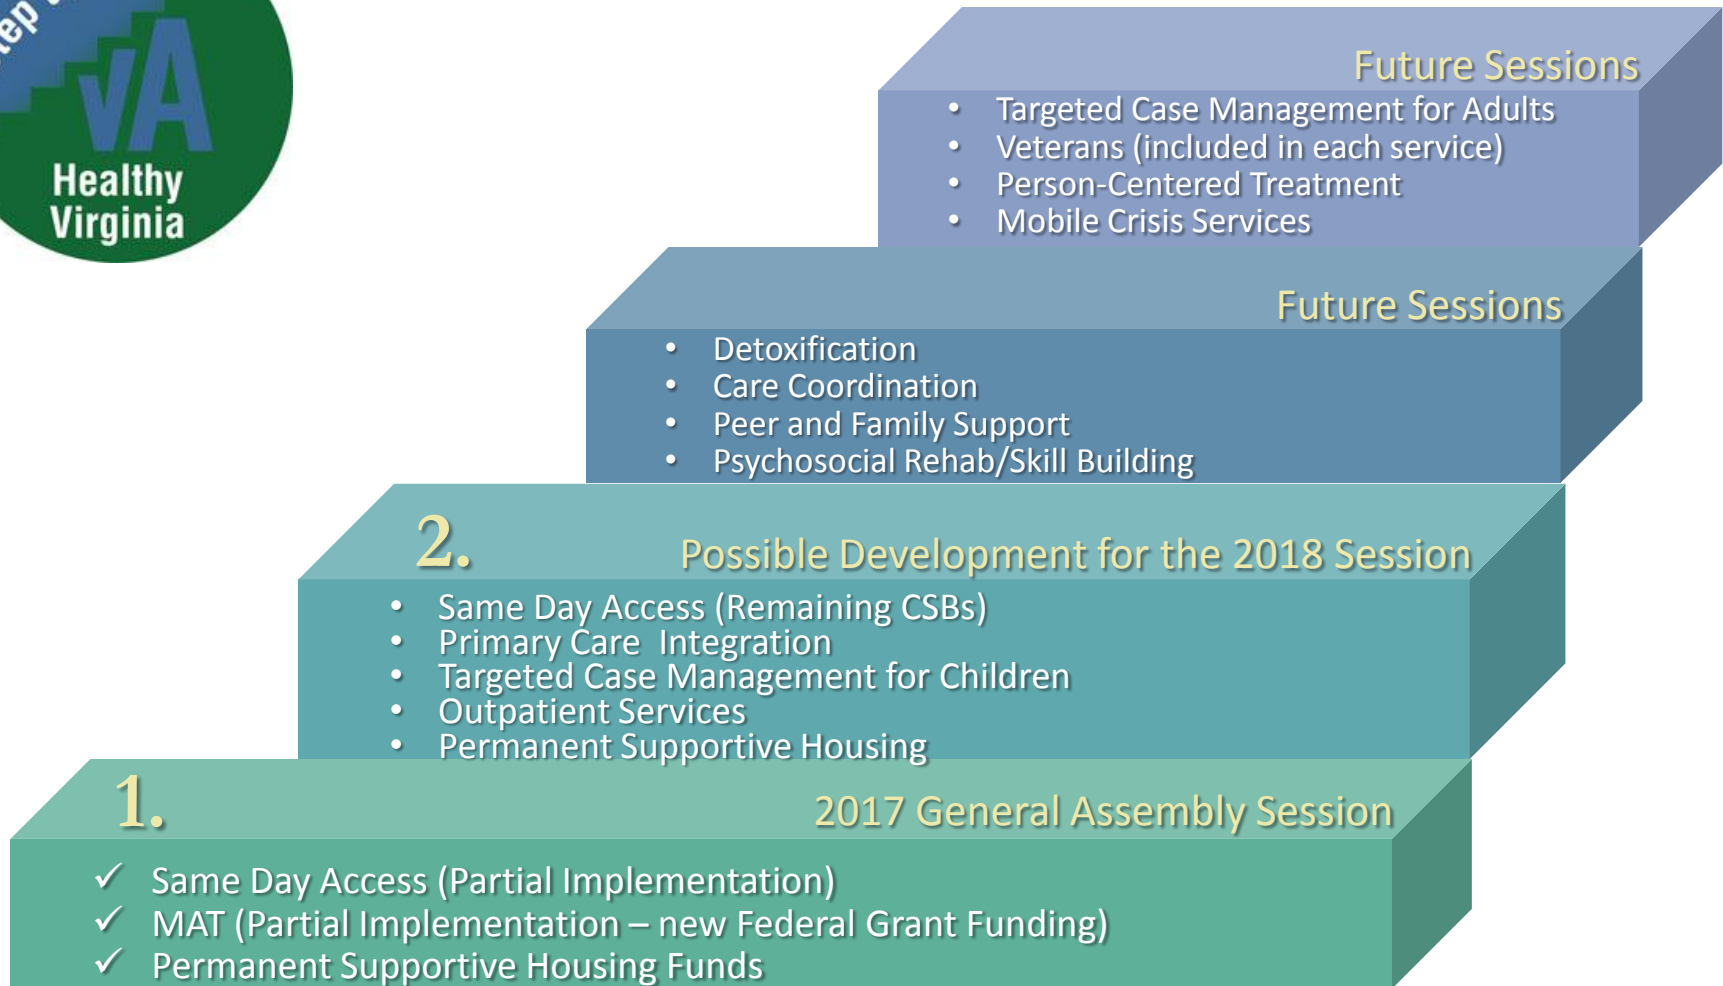 VA
Healthy
Virginia
Future Sessions
• Targeted Case Management for Adults
• Veterans (included in each service)
• Person-Centered Treatment
• Mobile Crisis Services
Future Sessions
• Detoxification
• Care Coordination
• Peer and Family Support
• Psychosocial Rehab/Skill Building
2. Possible Development for the 2018 Session
• Same Day Access (Remaining CSBs)
• Primary Care  Integration
• Targeted Case Management for Children
• Outpatient Services
• Permanent Supportive Housing
1. 2017 General Assembly Session
✓ Same Day Access (Partial Implementation)
✓ MAT (Partial Implementation – new Federal Grant Funding)
✓ Permanent Supportive Housing Funds